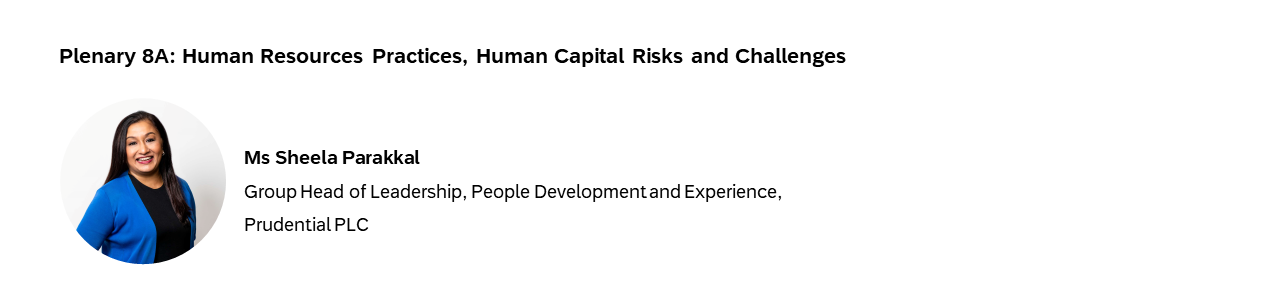 Plenary 8A: Human Resources Practices, Human Capital Risks and Challenges
Ms Sheela Parakkal
Group Head of Leadership, People Development and Experience,
Prudential PLC